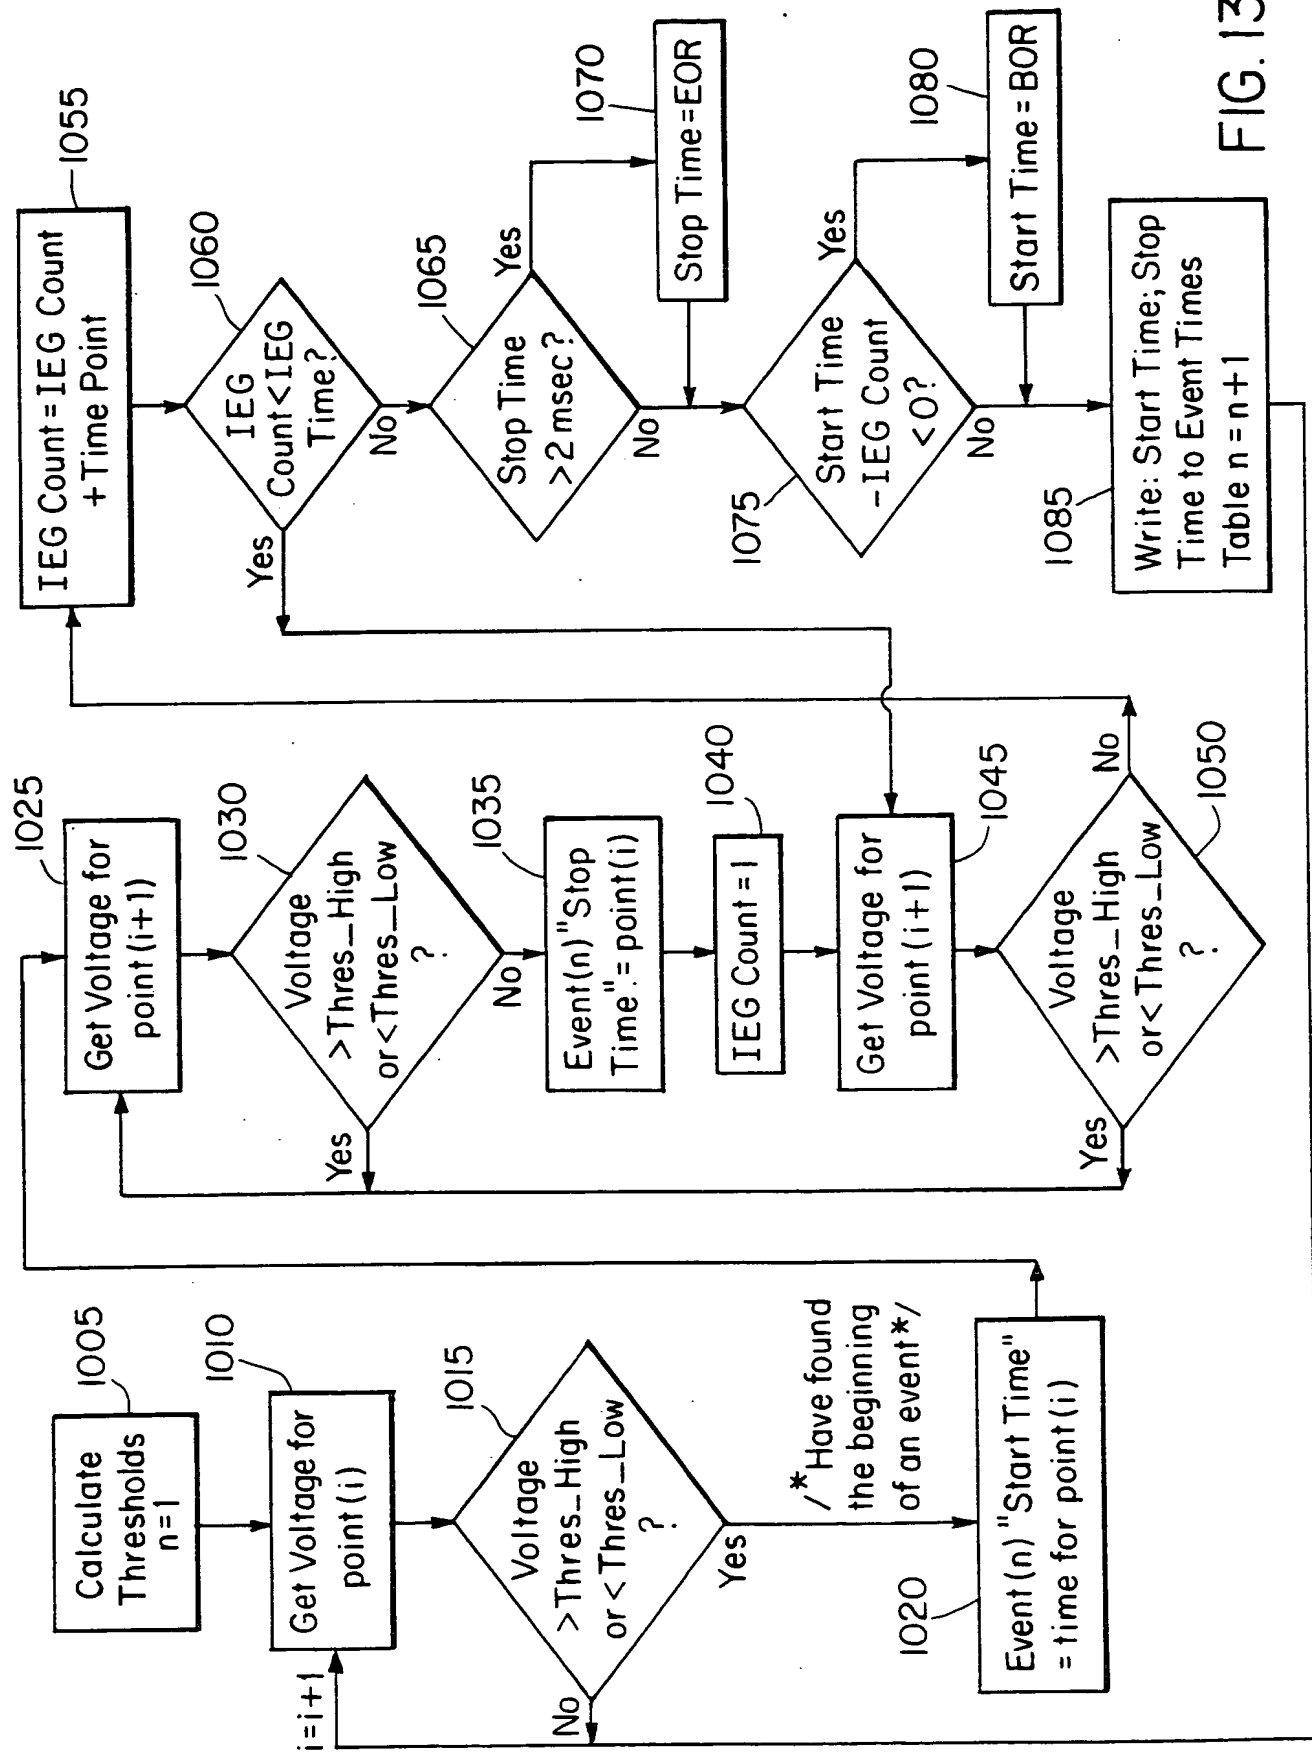 Calculate
Thresholds
n=1
1005
i=i+1
Get Voltage for
point(i)
1010
Voltage
>Thres_High
or<Thres_Low
?
1015
No
Yes
/*Have found
the beginning
of an event*/
Event(n)"Start Time"
=time for point(i)
1020
Get Voltage for
point(i+1)
1025
Voltage
>Thres_High
or<Thres_Low
?
1030
Yes
No
Event(n)"Stop
Time".=point(i)
1035
IEG Count=1
1040
Get Voltage for
point(i+1)
1045
Voltage
>Thres_High
or<Thres_Low
?
1050
Yes
No
IEG Count=IEG Count
+Time Point
1055
IEG
Count<IEG
Time?
1060
Yes
No
Stop Time
>2msec?
1065
Yes
No
Stop Time=EOR
1070
Start Time
-IEG Count
<0?
1075
Yes
No
Start Time=BOR
1080
Write: Start Time;Stop
Time to Event Times
Table n=n+1
1085
FIG. 13